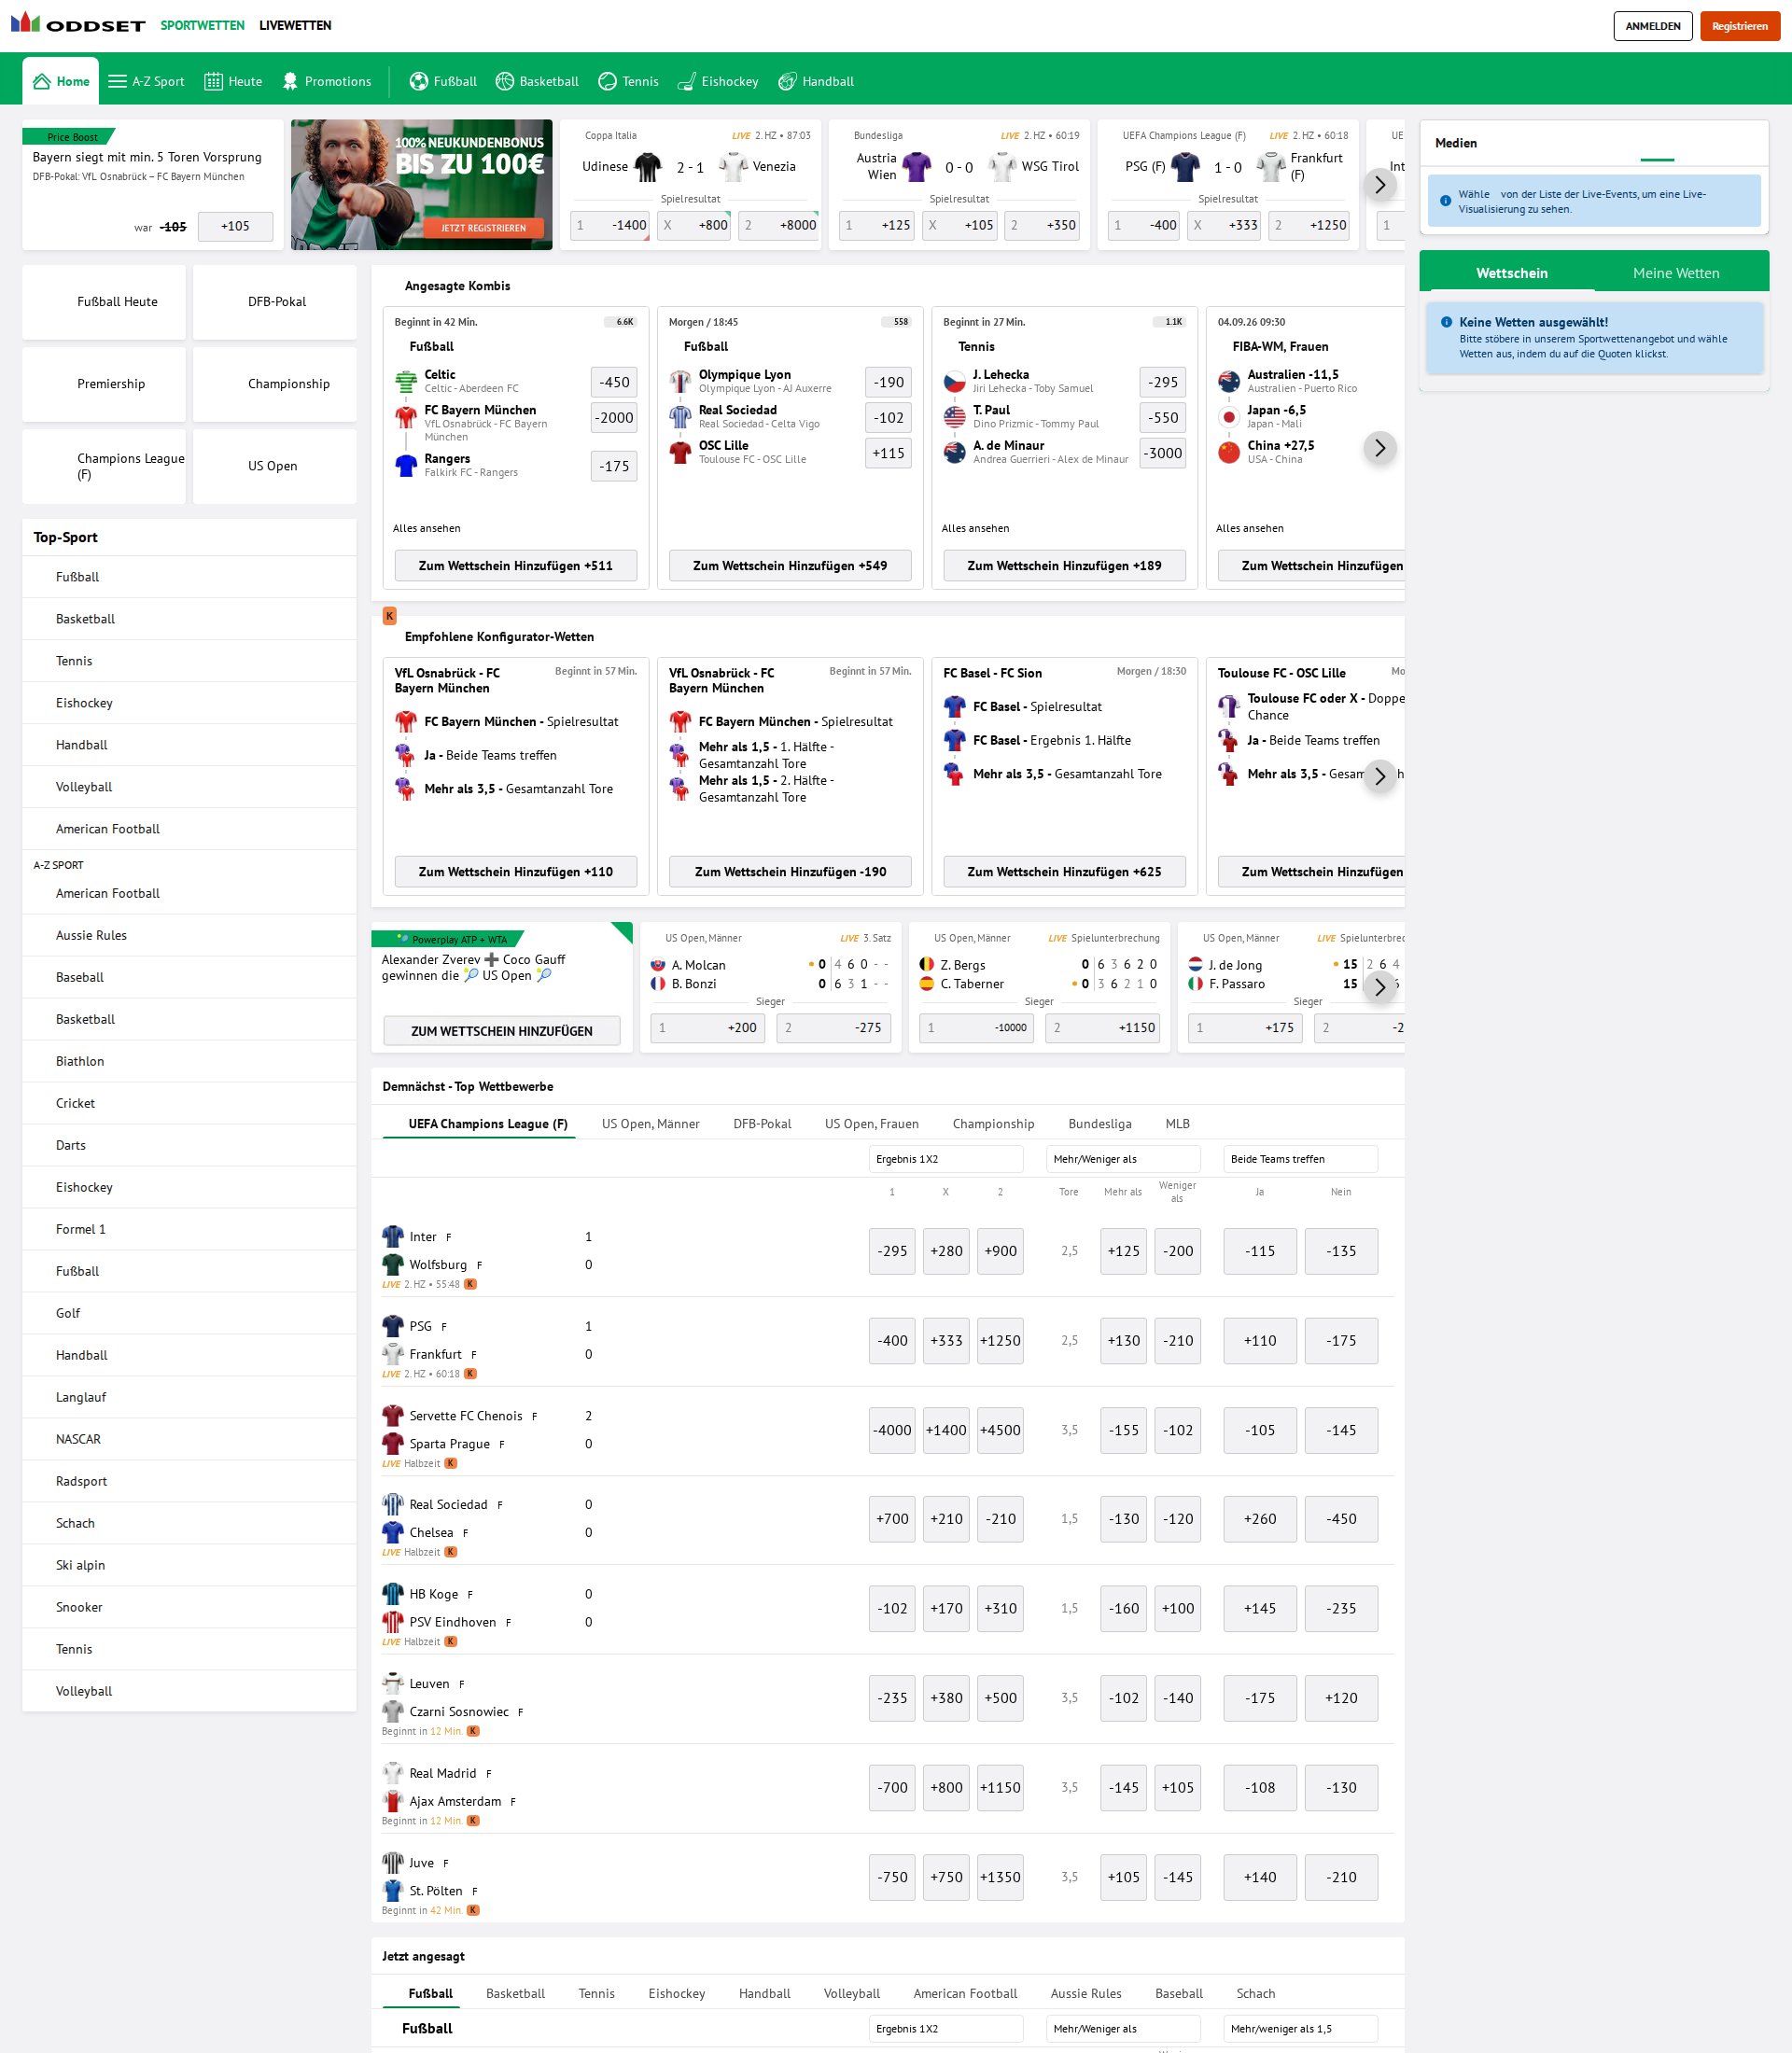 ODDSET
SPORTWETTEN
LIVEWETTEN
ANMELDEN
Registrieren
Home
A-Z Sport
Heute
Promotions
Fußball
Basketball
Tennis
Eishockey
Handball
Price Boost
Bayern siegt mit min. 5 Toren Vorsprung
DFB-Pokal: VfL Osnabrück – FC Bayern München
war -105 +105
100% NEUKUNDENBONUS
BIS ZU 100€
JETZT REGISTRIEREN
Coppa Italia LIVE 2. HZ • 87:03
Udinese 2 - 1 Venezia
Spielresultat
1 -1400 X +800 2 +8000
Bundesliga LIVE 2. HZ • 60:19
Austria Wien 0 - 0 WSG Tirol
Spielresultat
1 +125 X +105 2 +350
UEFA Champions League (F) LIVE 2. HZ • 60:18
PSG (F) 1 - 0 Frankfurt (F)
Spielresultat
1 -400 X +333 2 +1250
UE
Int
1
Medien
Wähle von der Liste der Live-Events, um eine Live-
Visualisierung zu sehen.
Wettschein
Meine Wetten
Keine Wetten ausgewählt!
Bitte stöbere in unserem Sportwettenangebot und wähle
Wetten aus, indem du auf die Quoten klickst.
Fußball Heute
DFB-Pokal
Premiership
Championship
Champions League (F)
US Open
Top-Sport
Fußball
Basketball
Tennis
Eishockey
Handball
Volleyball
American Football
A-Z SPORT
American Football
Aussie Rules
Baseball
Basketball
Biathlon
Cricket
Darts
Eishockey
Formel 1
Fußball
Golf
Handball
Langlauf
NASCAR
Radsport
Schach
Ski alpin
Snooker
Tennis
Volleyball
Angesagte Kombis
Beginnt in 42 Min. 6.6K
Fußball
Celtic
Celtic - Aberdeen FC
-450
FC Bayern München
VfL Osnabrück - FC Bayern
München
-2000
Rangers
Falkirk FC - Rangers
-175
Alles ansehen
Zum Wettschein Hinzufügen +511
Morgen / 18:45 558
Fußball
Olympique Lyon
Olympique Lyon - AJ Auxerre
-190
Real Sociedad
Real Sociedad - Celta Vigo
-102
OSC Lille
Toulouse FC - OSC Lille
+115
Zum Wettschein Hinzufügen +549
Beginnt in 27 Min. 1.1K
Tennis
J. Lehecka
Jiri Lehecka - Toby Samuel
-295
T. Paul
Dino Prizmic - Tommy Paul
-550
A. de Minaur
Andrea Guerrieri - Alex de Minaur
-3000
Alles ansehen
Zum Wettschein Hinzufügen +189
04.09.26 09:30
FIBA-WM, Frauen
Australien -11,5
Australien - Puerto Rico
Japan -6,5
Japan - Mali
China +27,5
USA - China
Alles ansehen
Zum Wettschein Hinzufügen
K
Empfohlene Konfigurator-Wetten
VfL Osnabrück - FC
Bayern München
Beginnt in 57 Min.
FC Bayern München - Spielresultat
Ja - Beide Teams treffen
Mehr als 3,5 - Gesamtanzahl Tore
Zum Wettschein Hinzufügen +110
VfL Osnabrück - FC
Bayern München
Beginnt in 57 Min.
FC Bayern München - Spielresultat
Mehr als 1,5 - 1. Hälfte -
Gesamtanzahl Tore
Mehr als 1,5 - 2. Hälfte -
Gesamtanzahl Tore
Zum Wettschein Hinzufügen -190
FC Basel - FC Sion
Morgen / 18:30
FC Basel - Spielresultat
FC Basel - Ergebnis 1. Hälfte
Mehr als 3,5 - Gesamtanzahl Tore
Zum Wettschein Hinzufügen +625
Toulouse FC - OSC Lille
Mo
Toulouse FC oder X - Doppe
Chance
Ja - Beide Teams treffen
Mehr als 3,5 - Gesam
Zum Wettschein Hinzufügen
Powerplay ATP + WTA
Alexander Zverev ➕ Coco Gauff
gewinnen die 🎾 US Open 🎾
ZUM WETTSCHEIN HINZUFÜGEN
US Open, Männer LIVE 3. Satz
A. Molcan 0 4 6 0 - -
B. Bonzi 0 6 3 1 - -
Sieger
1 +200 2 -275
US Open, Männer LIVE Spielunterbrechung
Z. Bergs 0 6 3 6 2 0
C. Taberner 0 3 6 2 1 0
Sieger
1 -10000 2 +1150
US Open, Männer LIVE Spielunterbrec
J. de Jong 15 2 6 4
F. Passaro 15 6
Sieger
1 +175 2 -2
Demnächst - Top Wettbewerbe
UEFA Champions League (F)
US Open, Männer
DFB-Pokal
US Open, Frauen
Championship
Bundesliga
MLB
Ergebnis 1X2
Mehr/Weniger als
Beide Teams treffen
1 X 2 Tore Mehr als Weniger als Ja Nein
Inter F 1
Wolfsburg F 0
LIVE 2. HZ • 55:48 K
-295 +280 +900 2,5 +125 -200 -115 -135
PSG F 1
Frankfurt F 0
LIVE 2. HZ • 60:18 K
-400 +333 +1250 2,5 +130 -210 +110 -175
Servette FC Chenois F 2
Sparta Prague F 0
LIVE Halbzeit K
-4000 +1400 +4500 3,5 -155 -102 -105 -145
Real Sociedad F 0
Chelsea F 0
LIVE Halbzeit K
+700 +210 -210 1,5 -130 -120 +260 -450
HB Koge F 0
PSV Eindhoven F 0
LIVE Halbzeit K
-102 +170 +310 1,5 -160 +100 +145 -235
Leuven F
Czarni Sosnowiec F
Beginnt in 12 Min. K
-235 +380 +500 3,5 -102 -140 -175 +120
Real Madrid F
Ajax Amsterdam F
Beginnt in 12 Min. K
-700 +800 +1150 3,5 -145 +105 -108 -130
Juve F
St. Pölten F
Beginnt in 42 Min. K
-750 +750 +1350 3,5 +105 -145 +140 -210
Jetzt angesagt
Fußball
Basketball
Tennis
Eishockey
Handball
Volleyball
American Football
Aussie Rules
Baseball
Schach
Fußball
Ergebnis 1X2
Mehr/Weniger als
Mehr/weniger als 1,5